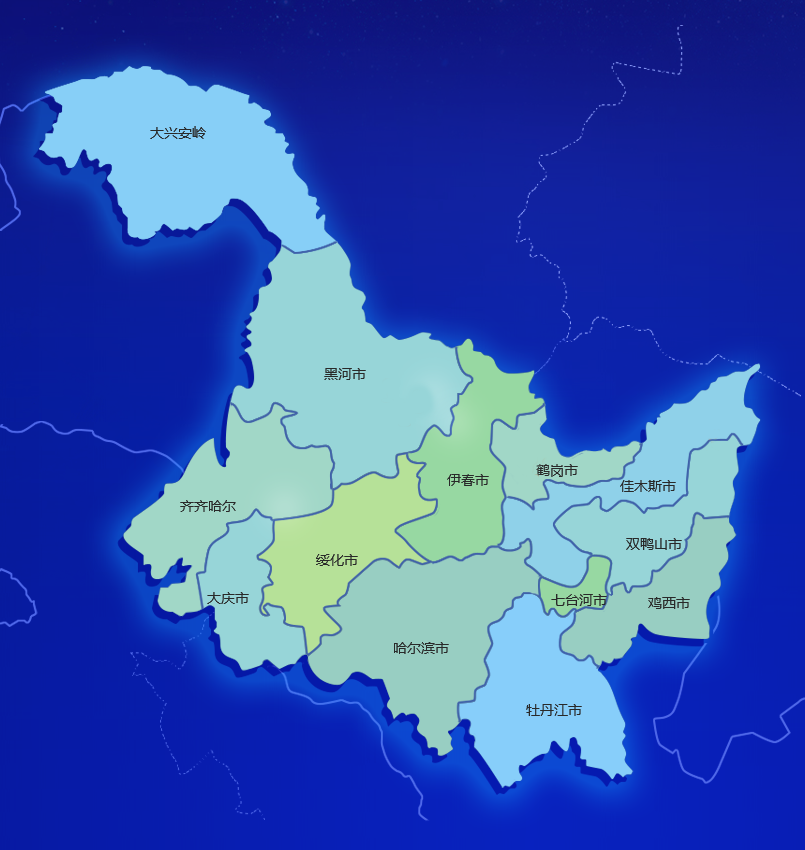 大兴安岭
黑河市
伊春市
鹤岗市
佳木斯市
齐齐哈尔
双鸭山市
绥化市
大庆市
七台河市
鸡西市
哈尔滨市
牡丹江市